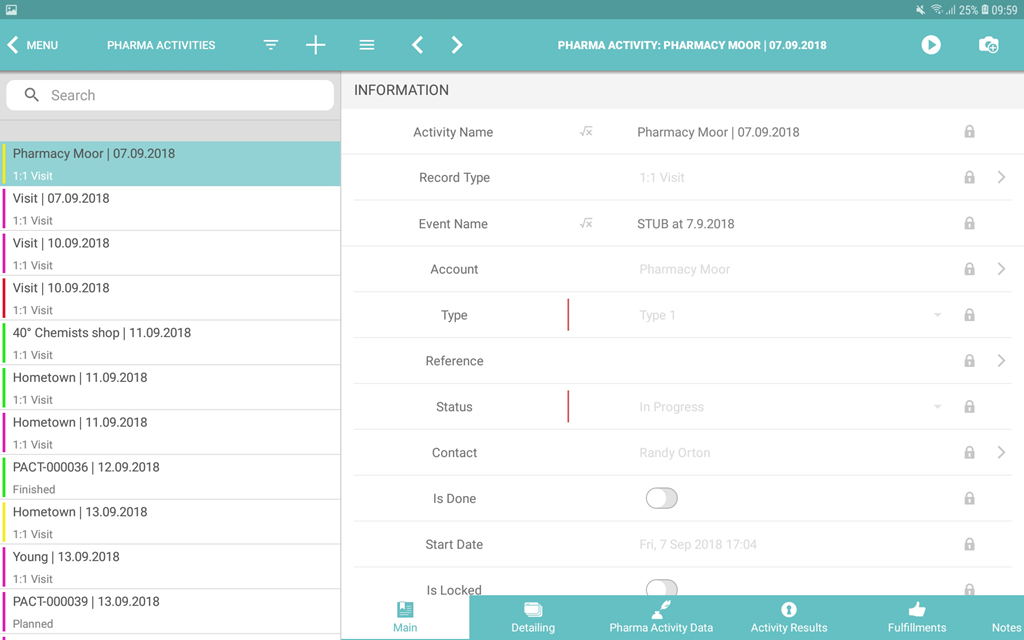 25% 09:59
MENU PHARMA ACTIVITIES PHARMA ACTIVITY: PHARMACY MOOR | 07.09.2018
Search
Pharmacy Moor | 07.09.2018
1:1 Visit
Visit | 07.09.2018
1:1 Visit
Visit | 10.09.2018
1:1 Visit
Visit | 10.09.2018
1:1 Visit
40° Chemists shop | 11.09.2018
1:1 Visit
Hometown | 11.09.2018
1:1 Visit
Hometown | 11.09.2018
1:1 Visit
PACT-000036 | 12.09.2018
Finished
Hometown | 13.09.2018
1:1 Visit
Young | 13.09.2018
1:1 Visit
PACT-000039 | 13.09.2018
Planned
INFORMATION
Activity Name √x Pharmacy Moor | 07.09.2018
Record Type 1:1 Visit
Event Name √x STUB at 7.9.2018
Account Pharmacy Moor
Type Type 1
Reference
Status In Progress
Contact Randy Orton
Is Done
Start Date Fri, 7 Sep 2018 17:04
Is Locked
Main Detailing Pharma Activity Data Activity Results Fulfillments Notes